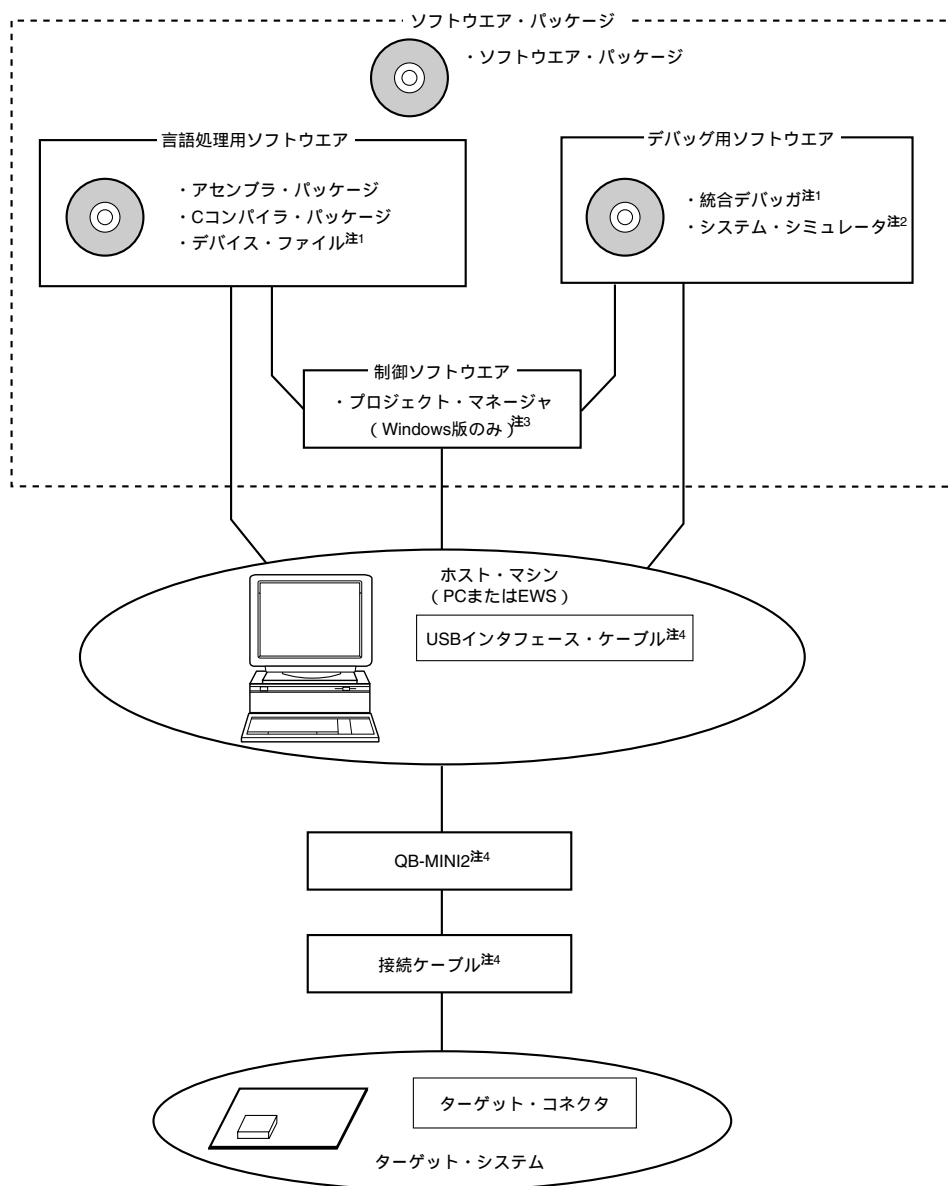 ソフトウエア・パッケージ
・ソフトウエア・パッケージ
言語処理用ソフトウエア
・アセンブラ・パッケージ
・Cコンパイラ・パッケージ
・デバイス・ファイル注1
デバッグ用ソフトウエア
・統合デバッガ注1
・システム・シミュレータ注2
制御ソフトウエア
・プロジェクト・マネージャ
（Windows版のみ）注3
ホスト・マシン
（PCまたはEWS）
USBインタフェース・ケーブル注4
QB-MINI2注4
接続ケーブル注4
ターゲット・コネクタ
ターゲット・システム